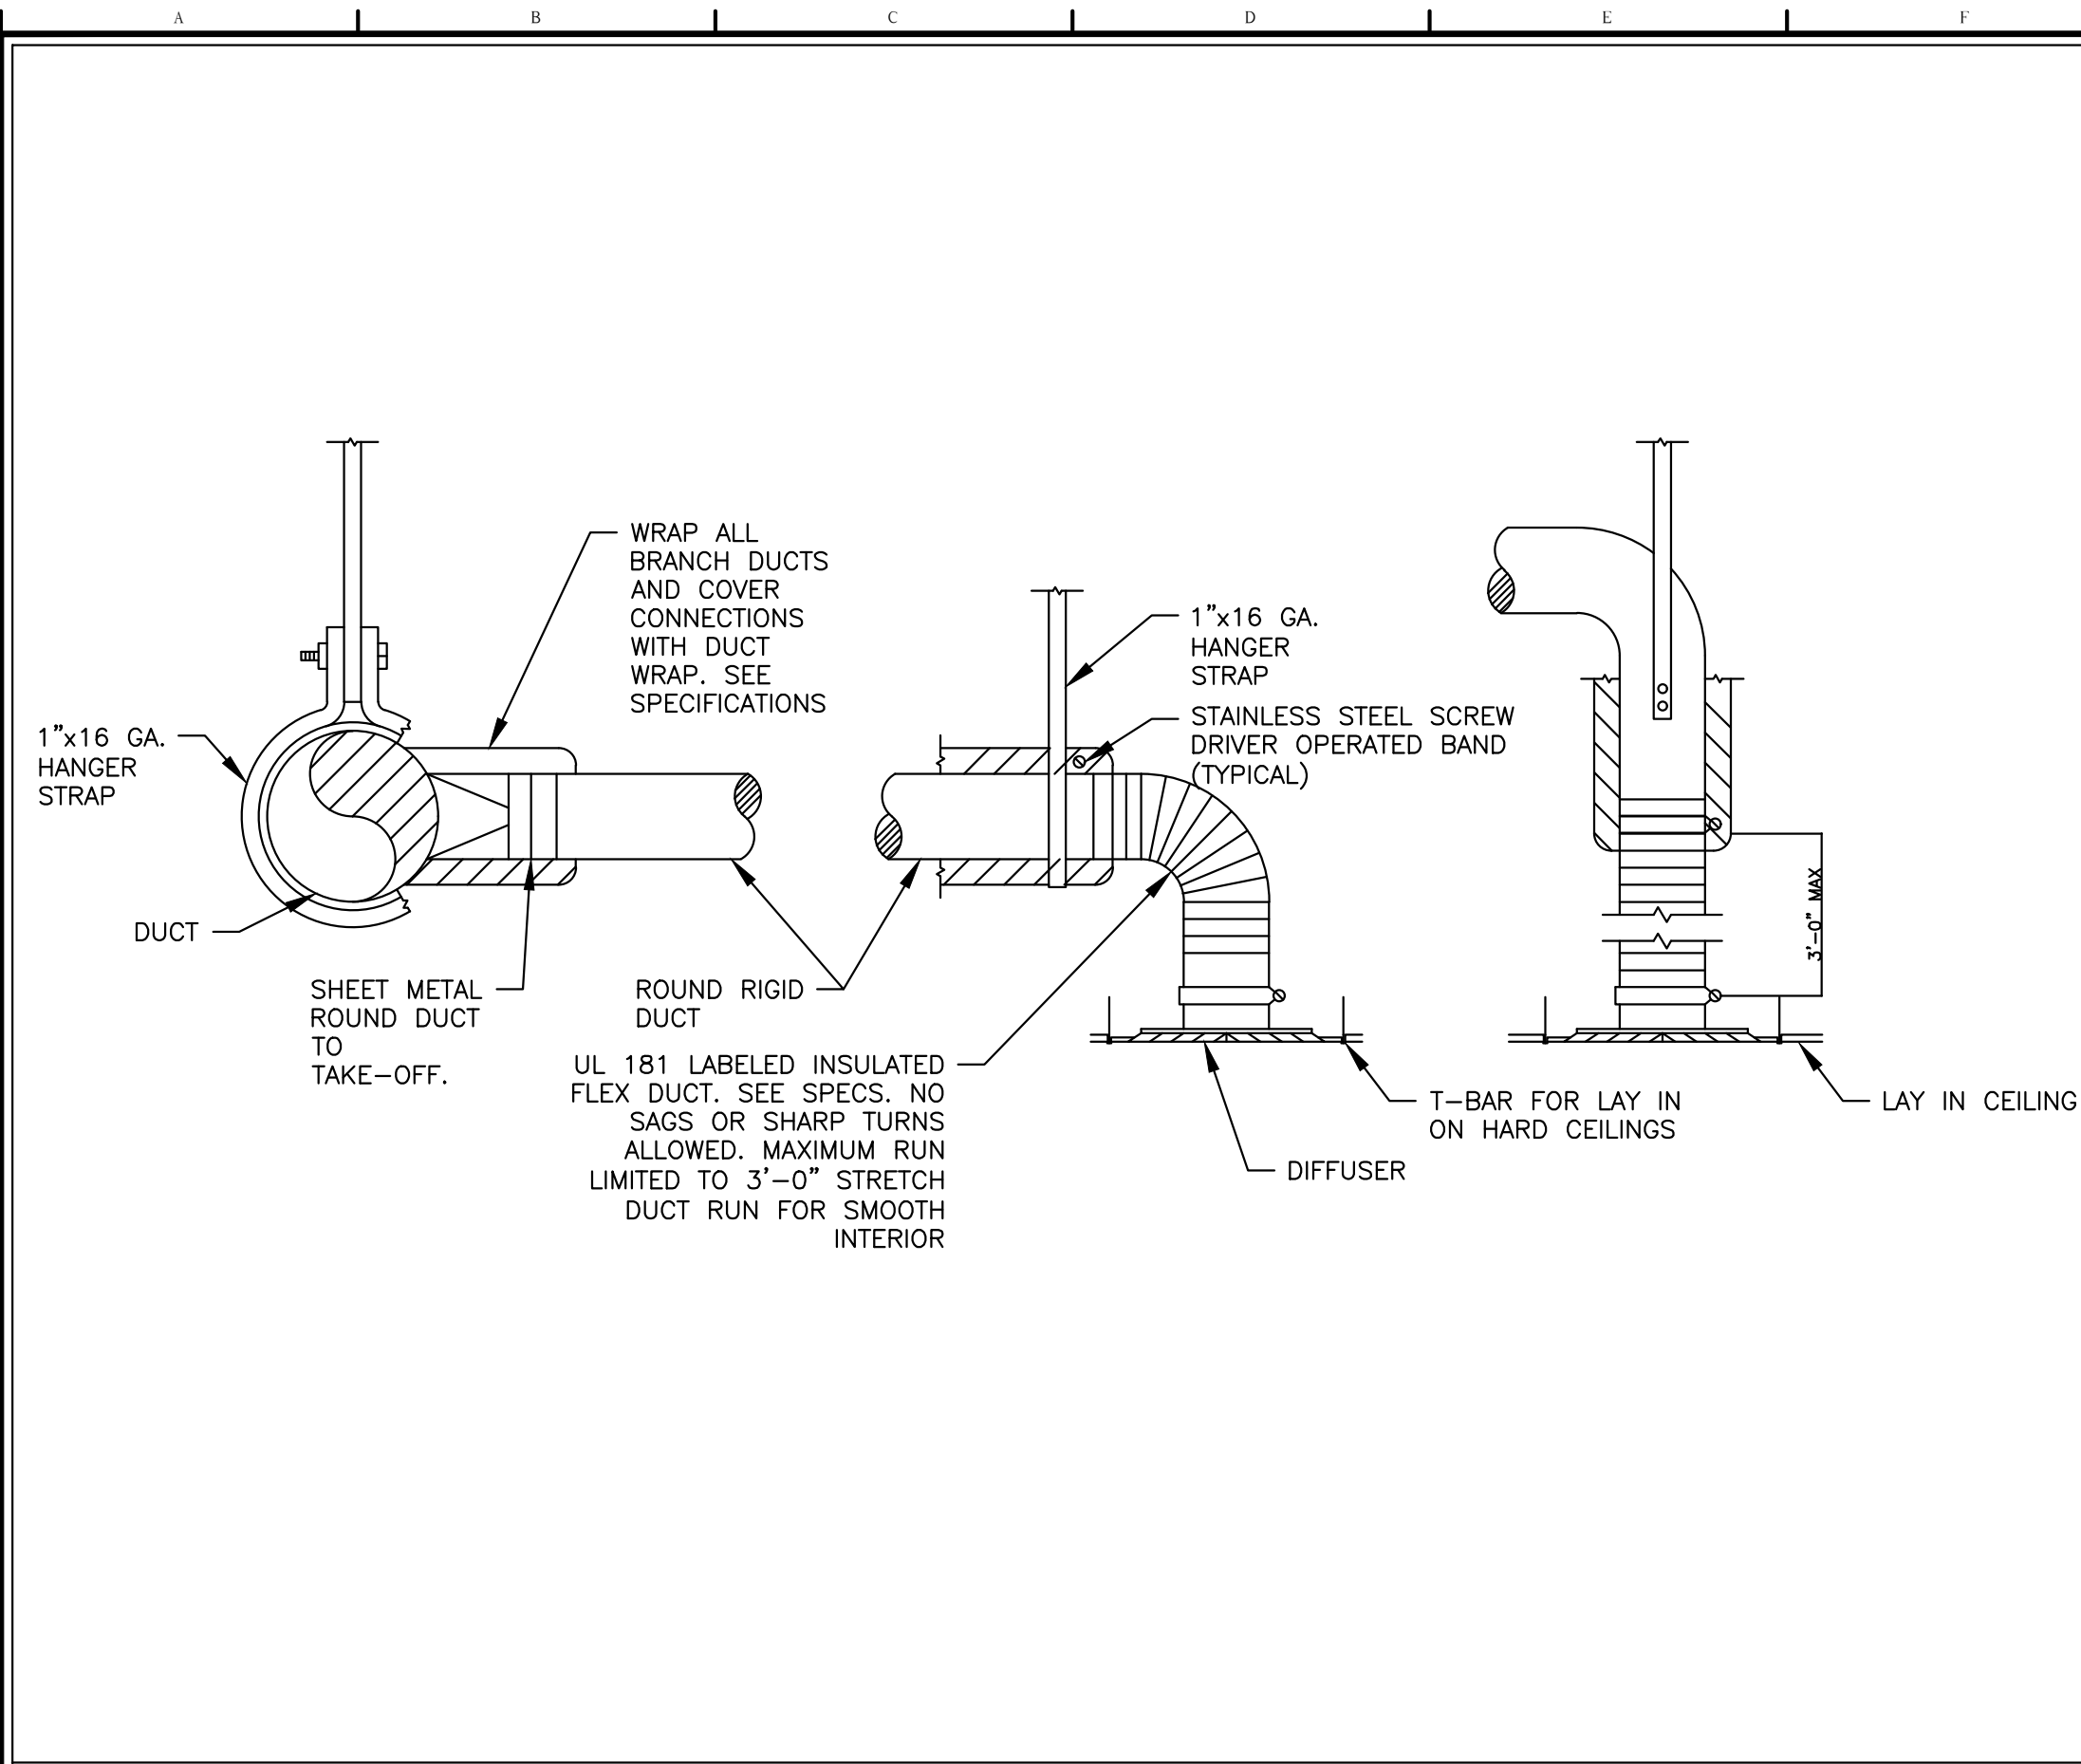 A B C D E F
WRAP ALL
BRANCH DUCTS
AND COVER
CONNECTIONS
WITH DUCT
WRAP. SEE
SPECIFICATIONS
1"x16 GA.
HANGER
STRAP
STAINLESS STEEL SCREW
DRIVER OPERATED BAND
(TYPICAL)
1"x16 GA.
HANGER
STRAP
DUCT
SHEET METAL
ROUND DUCT
TO
TAKE-OFF.
ROUND RIGID
DUCT
UL 181 LABELED INSULATED
FLEX DUCT. SEE SPECS. NO
SAGS OR SHARP TURNS
ALLOWED. MAXIMUM RUN
LIMITED TO 3'-0" STRETCH
DUCT RUN FOR SMOOTH
INTERIOR
3'-0" MAX
T-BAR FOR LAY IN
ON HARD CEILINGS
DIFFUSER
LAY IN CEILING